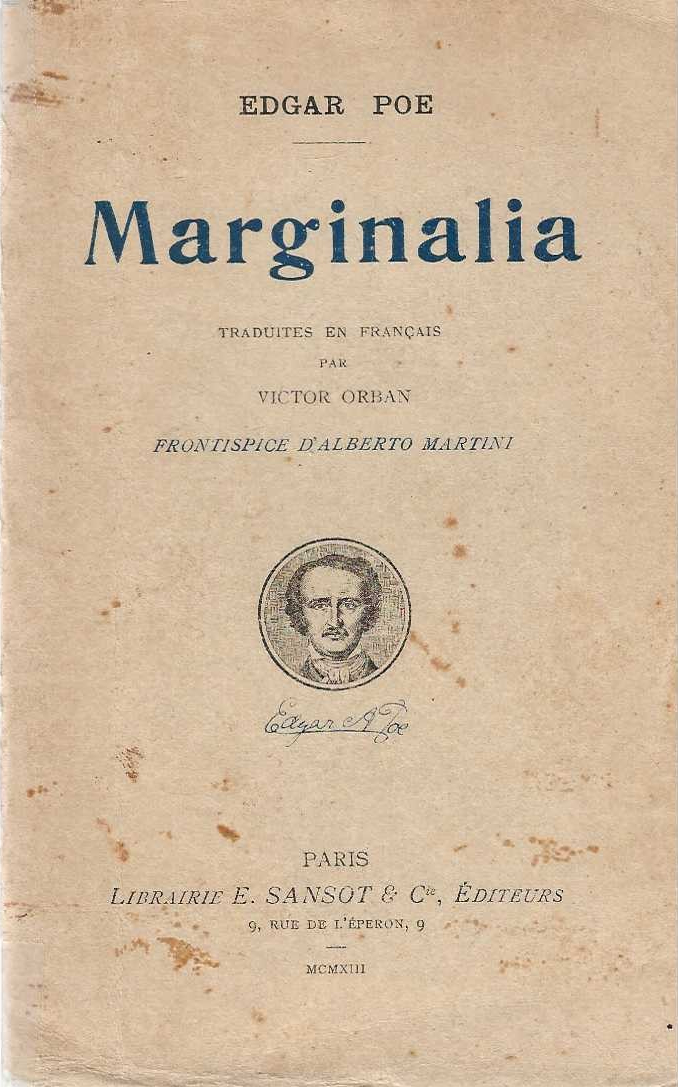 EDGAR POE
Marginalia
TRADUITES EN FRANÇAIS
PAR
VICTOR ORBAN
FRONTISPICE D'ALBERTO MARTINI
Edgar A Poe
PARIS
LIBRAIRIE E. SANSOT & Cie, ÉDITEURS
9, RUE DE L'ÉPERON, 9
MCMXIII